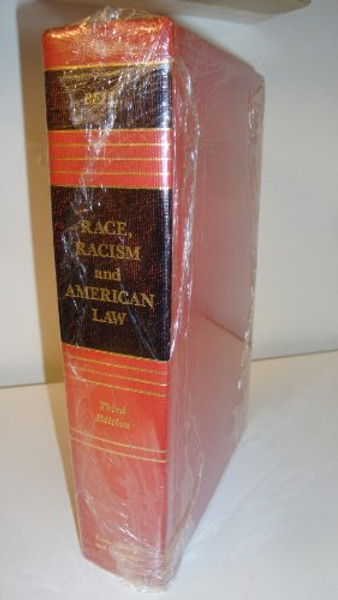 RACE,
RACISM
and
AMERICAN
LAW
Third
Edition